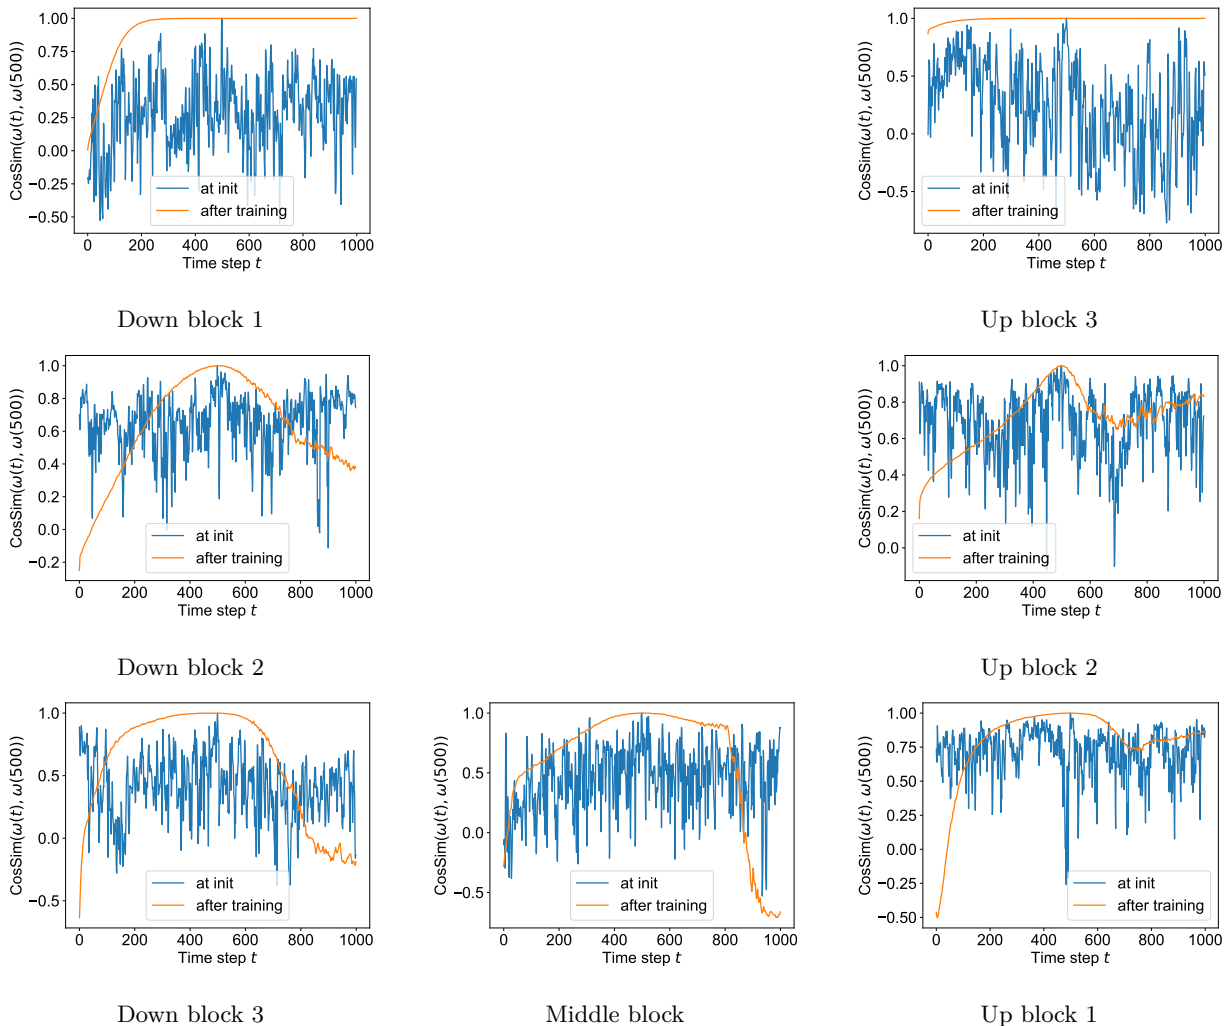 CosSim(ω(t), ω(500))
1.00
0.75
0.50
0.25
0.00
−0.25
−0.50
at init
after training
0 200 400 600 800 1000
Time step t
Down block 1
CosSim(ω(t), ω(500))
1.0
0.5
0.0
−0.5
at init
after training
0 200 400 600 800 1000
Time step t
Up block 3
CosSim(ω(t), ω(500))
1.0
0.8
0.6
0.4
0.2
0.0
−0.2
at init
after training
0 200 400 600 800 1000
Time step t
Down block 2
CosSim(ω(t), ω(500))
1.0
0.8
0.6
0.4
0.2
0.0
at init
after training
0 200 400 600 800 1000
Time step t
Up block 2
CosSim(ω(t), ω(500))
1.0
0.5
0.0
−0.5
at init
after training
0 200 400 600 800 1000
Time step t
Down block 3
CosSim(ω(t), ω(500))
1.0
0.5
0.0
−0.5
at init
after training
0 200 400 600 800 1000
Time step t
Middle block
CosSim(ω(t), ω(500))
1.00
0.75
0.50
0.25
0.00
−0.25
−0.50
at init
after training
0 200 400 600 800 1000
Time step t
Up block 1